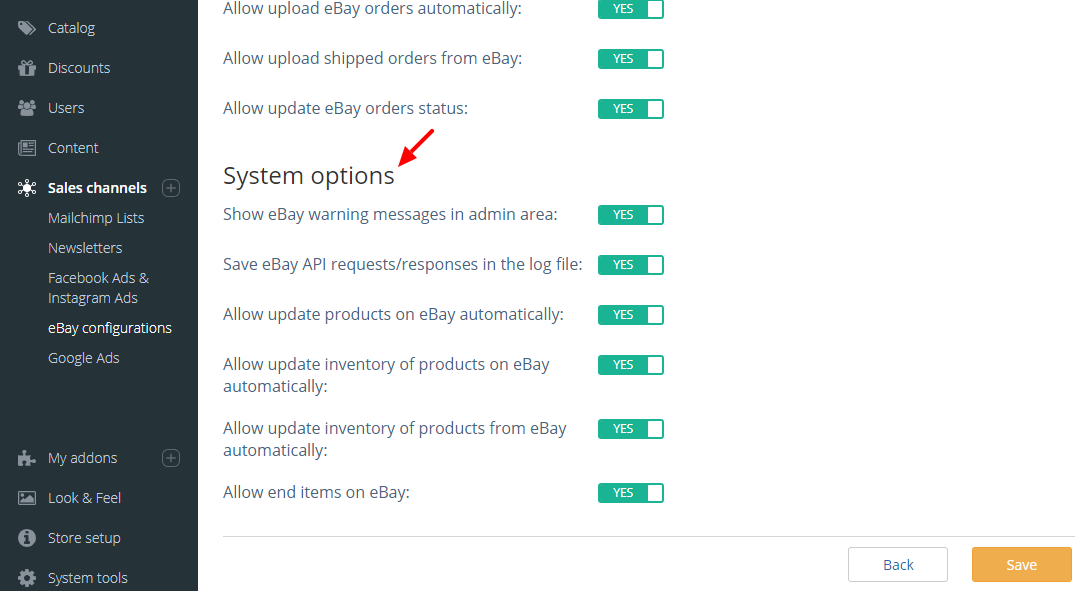 Catalog
Discounts
Users
Content
Sales channels
Mailchimp Lists
Newsletters
Facebook Ads &
Instagram Ads
eBay configurations
Google Ads
My addons
Look & Feel
Store setup
System tools
Allow upload eBay orders automatically: YES
Allow upload shipped orders from eBay: YES
Allow update eBay orders status: YES
System options
Show eBay warning messages in admin area: YES
Save eBay API requests/responses in the log file: YES
Allow update products on eBay automatically: YES
Allow update inventory of products on eBay YES
automatically:
Allow update inventory of products from eBay YES
automatically:
Allow end items on eBay: YES
Back Save